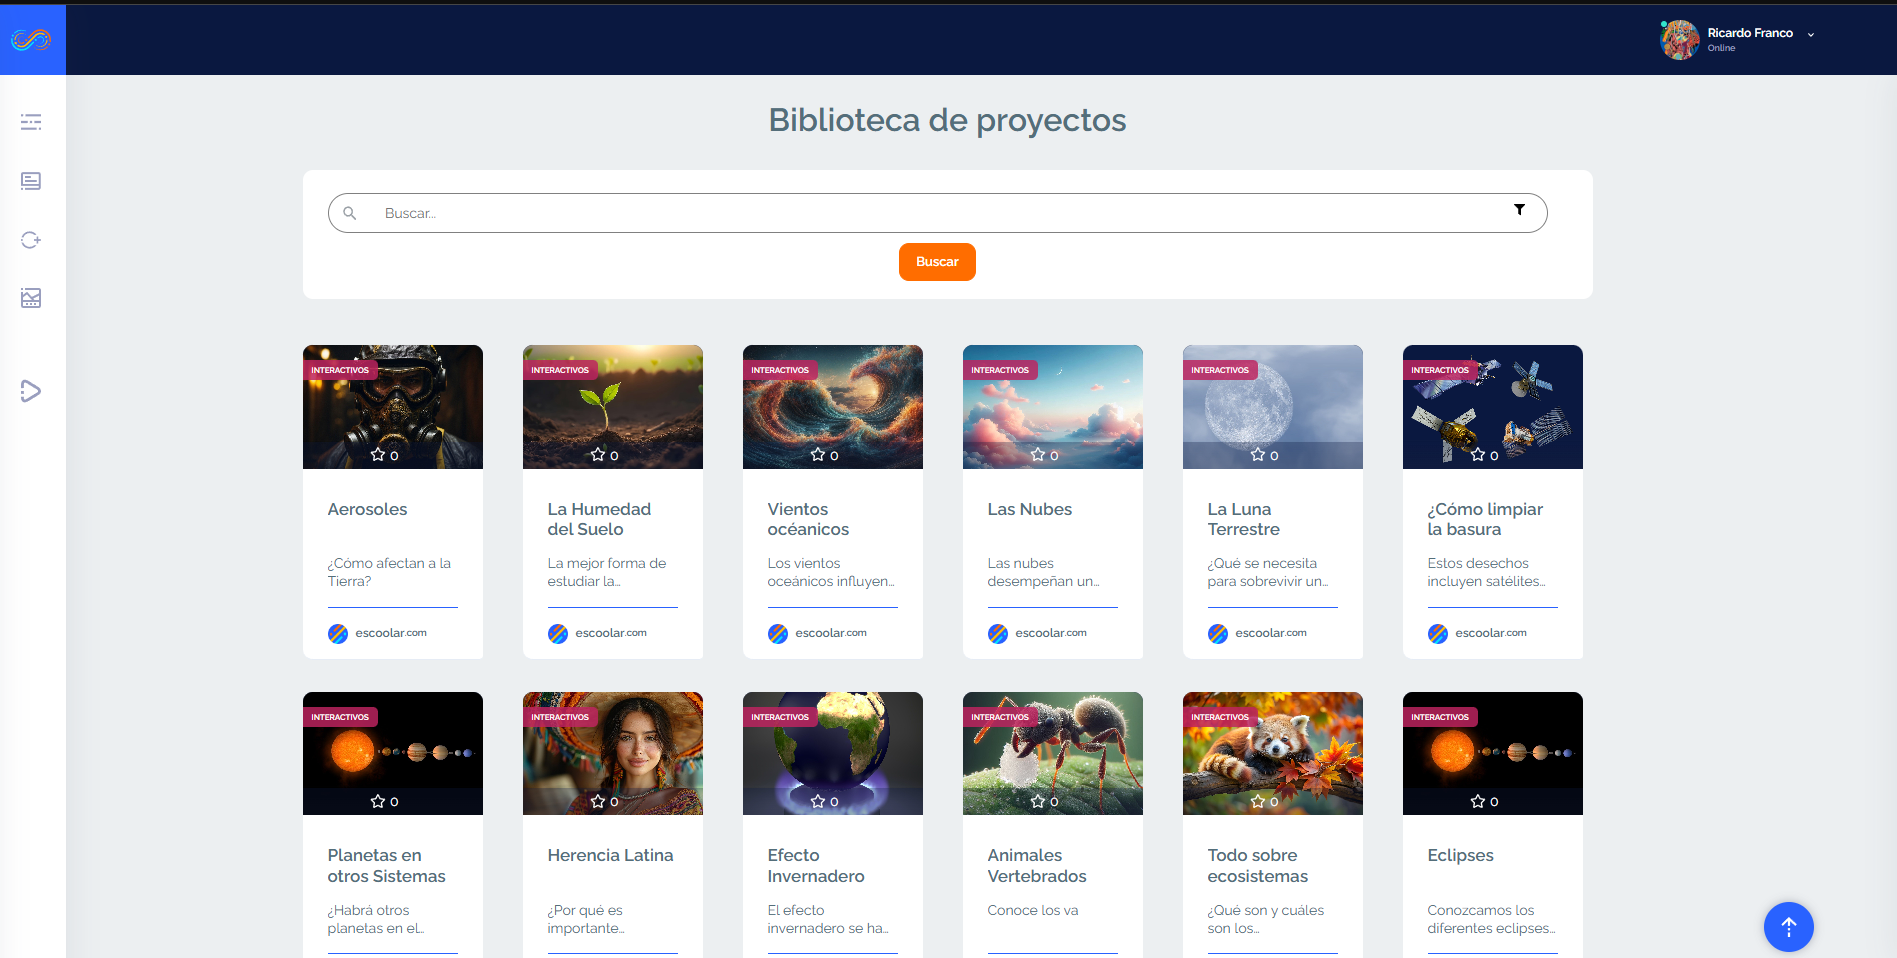 Ricardo Franco
Online
Biblioteca de proyectos
Buscar...
Buscar
INTERACTIVOS
0
Aerosoles
¿Cómo afectan a la
Tierra?
escoolar.com
INTERACTIVOS
0
La Humedad
del Suelo
La mejor forma de
estudiar la...
escoolar.com
INTERACTIVOS
0
Vientos
océanicos
Los vientos
oceánicos influyen...
escoolar.com
INTERACTIVOS
0
Las Nubes
Las nubes
desempeñan un...
escoolar.com
INTERACTIVOS
0
La Luna
Terrestre
¿Qué se necesita
para sobrevivir un...
escoolar.com
INTERACTIVOS
0
¿Cómo limpiar
la basura
Estos desechos
incluyen satélites...
escoolar.com
INTERACTIVOS
0
Planetas en
otros Sistemas
¿Habrá otros
planetas en el...
INTERACTIVOS
0
Herencia Latina
¿Por qué es
importante...
INTERACTIVOS
0
Efecto
Invernadero
El efecto
invernadero se ha...
INTERACTIVOS
0
Animales
Vertebrados
Conoce los va
INTERACTIVOS
0
Todo sobre
ecosistemas
¿Qué son y cuáles
son los...
INTERACTIVOS
0
Eclipses
Conozcamos los
diferentes eclipses...